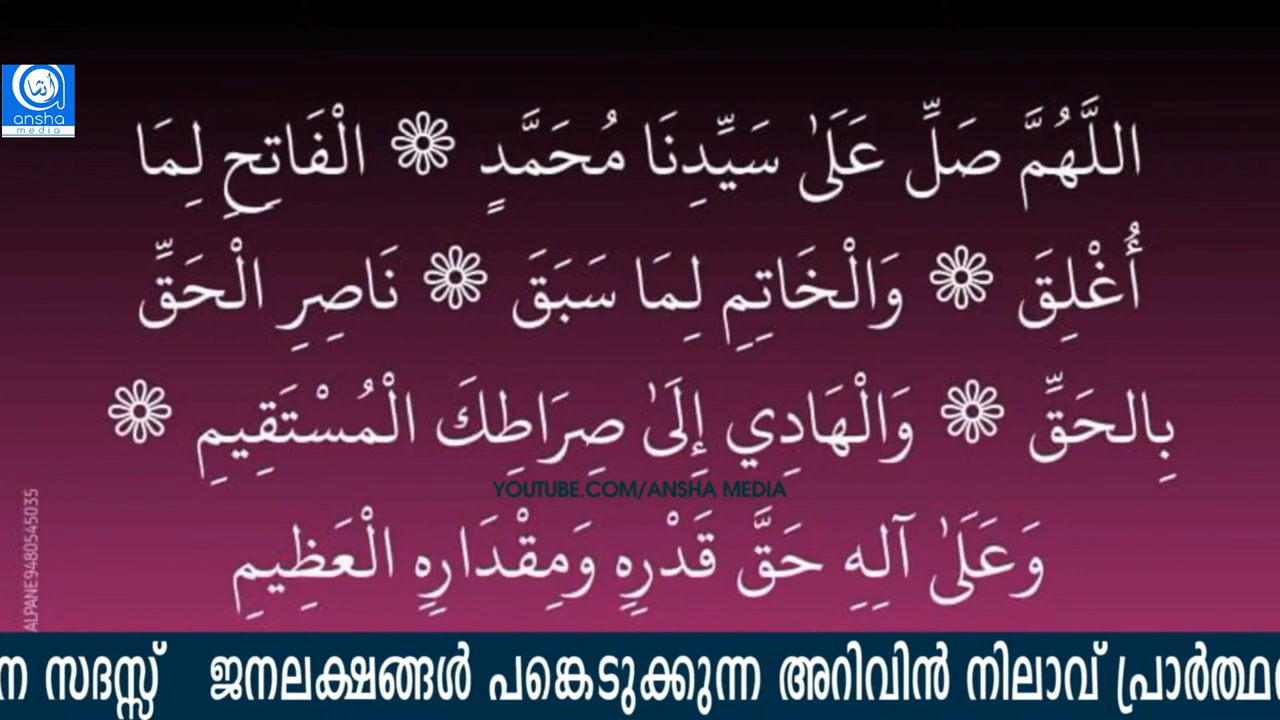 ansha
media
اللَّهُمَّ صَلِّ عَلَىٰ سَيِّدِنَا مُحَمَّدٍ ❁ الْفَاتِحِ لِمَا
أُغْلِقَ ❁ وَالْخَاتِمِ لِمَا سَبَقَ ❁ نَاصِرِ الْحَقِّ
بِالحَقِّ ❁ وَالْهَادِي إِلَىٰ صِرَاطِكَ الْمُسْتَقِيمِ ❁
YOUTUBE.COM/ANSHA MEDIA
وَعَلَىٰ آلِهِ حَقَّ قَدْرِهِ وَمِقْدَارِهِ الْعَظِيمِ
ALPANE9480545035
ന സദസ്സ് ജനലക്ഷങ്ങൾ പങ്കെടുക്കുന്ന അറിവിൻ നിലാവ്